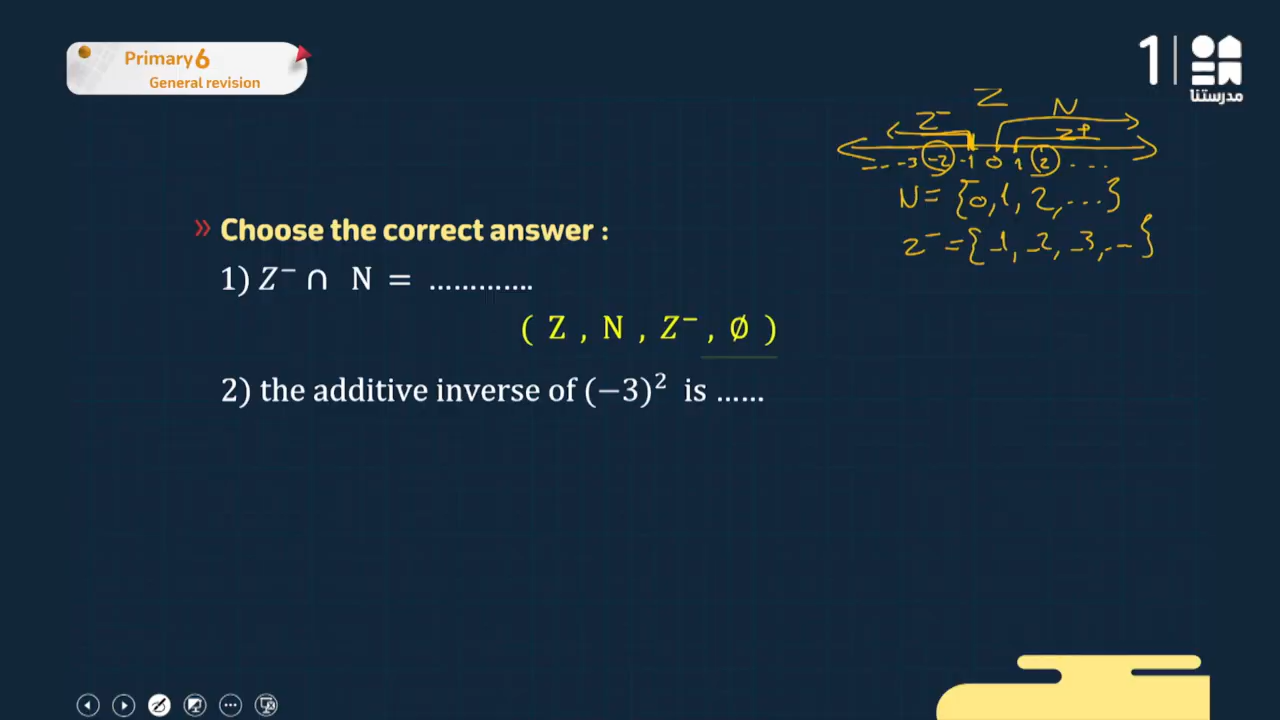 Primary 6
General revision
1
مدرستنا
Z
Z⁻ N
Z⁺
... -3 -2 -1 0 1 2 ...
N = {0, 1, 2, ...}
Z⁻ = {-1, -2, -3, ...}
» Choose the correct answer :
1) Z⁻ ∩ N = .............
( Z , N , Z⁻ , ∅ )
2) the additive inverse of (−3)² is ......